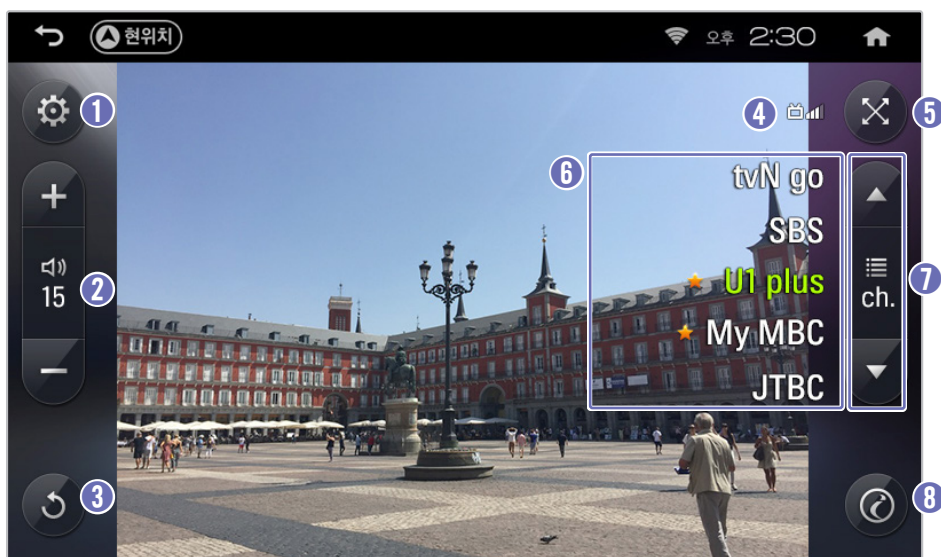 현위치
오후 2:30
1
5
4
6
tvN go
SBS
15
2
U1 plus
ch.
7
My MBC
JTBC
3
8